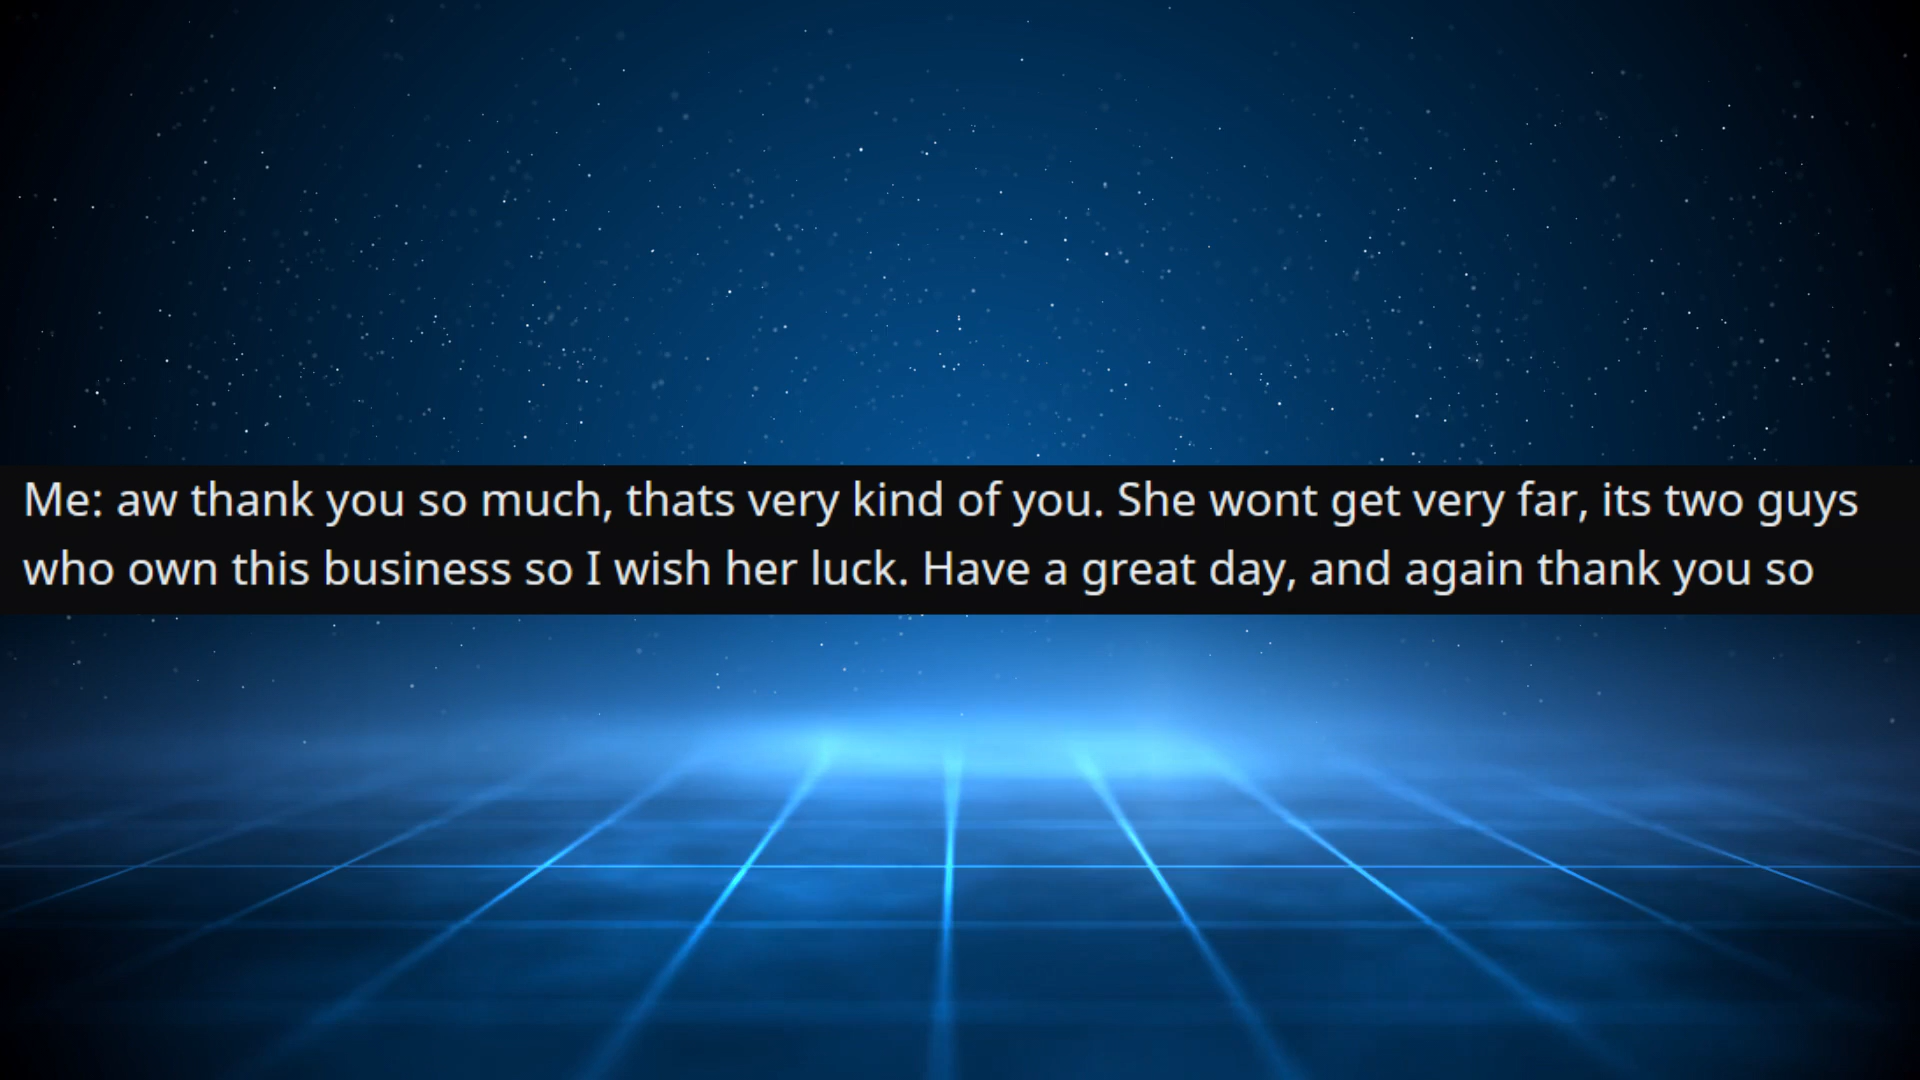 Me: aw thank you so much, thats very kind of you. She wont get very far, its two guys
who own this business so I wish her luck. Have a great day, and again thank you so